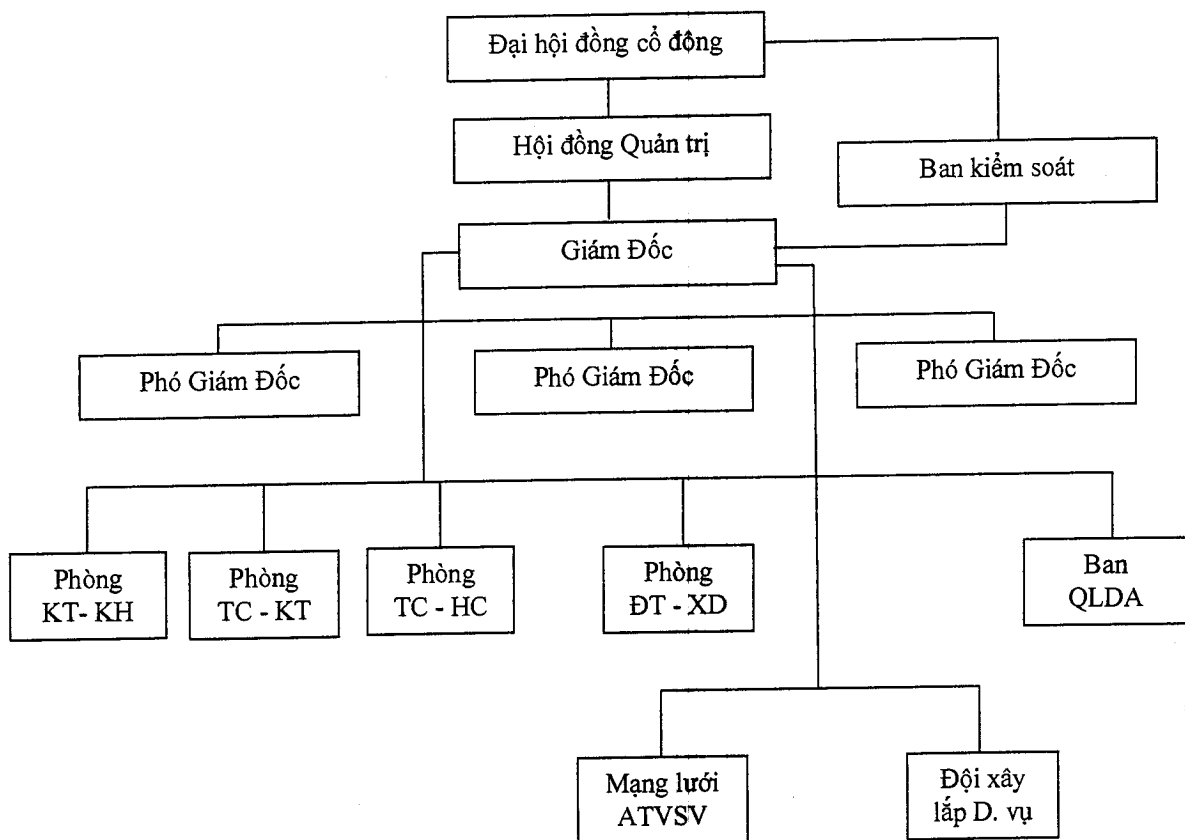 Đại hội đồng cổ đông
Hội đồng Quản trị
Ban kiểm soát
Giám Đốc
Phó Giám Đốc
Phó Giám Đốc
Phó Giám Đốc
Phòng
KT- KH
Phòng
TC - KT
Phòng
TC - HC
Phòng
ĐT - XD
Ban
QLDA
Mạng lưới
ATVSV
Đội xây
lắp D. vụ